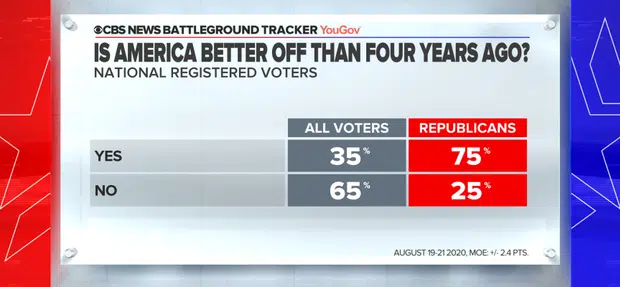 CBS NEWS BATTLEGROUND TRACKER YouGov
IS AMERICA BETTER OFF THAN FOUR YEARS AGO?
NATIONAL REGISTERED VOTERS
ALL VOTERS REPUBLICANS
YES 35% 75%
NO 65% 25%
AUGUST 19-21 2020, MOE: +/- 2.4 PTS.